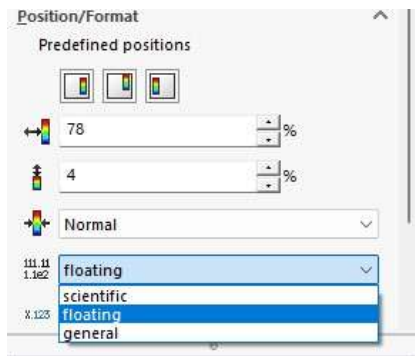 Position/Format
Predefined positions
78 %
4 %
Normal
111.11
1.1e2
floating
scientific
x.123 floating
general